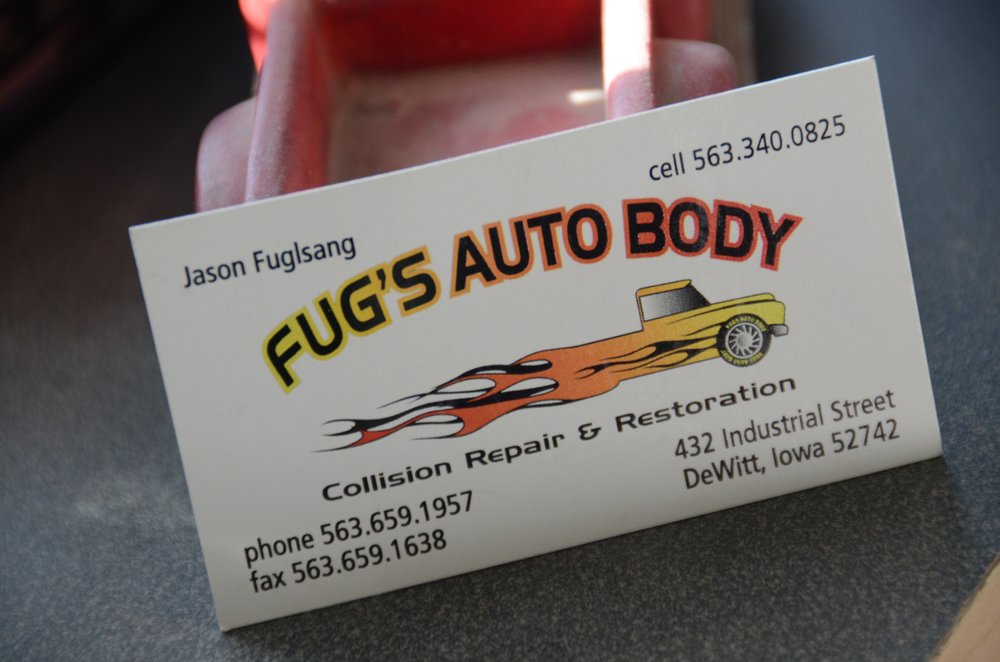 cell 563.340.0825
Jason Fuglsang
FUG'S AUTO BODY
Collision Repair & Restoration
432 Industrial Street
DeWitt, Iowa 52742
phone 563.659.1957
fax 563.659.1638